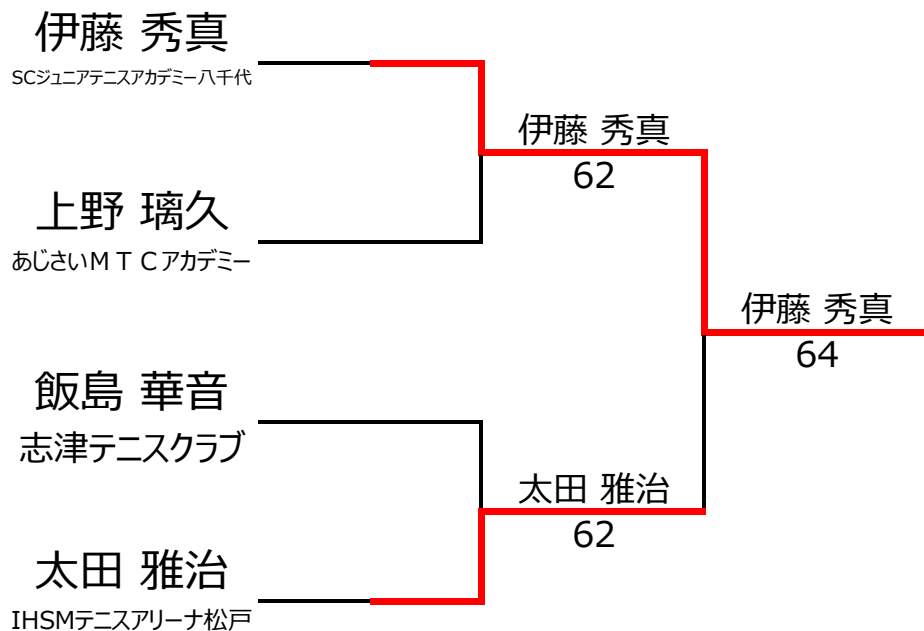 伊藤 秀真
SCジュニアテニスアカデミー八千代
伊藤 秀真
62
上野 璃久
あじさいＭＴＣアカデミー
伊藤 秀真
64
飯島 華音
志津テニスクラブ
太田 雅治
62
太田 雅治
IHSMテニスアリーナ松戸